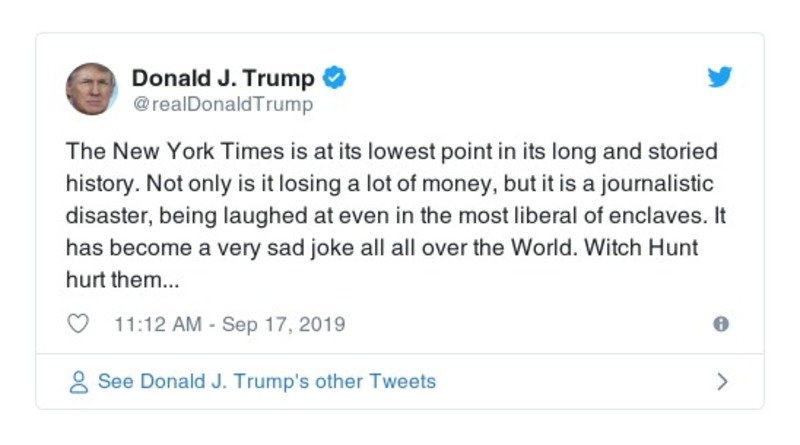 Donald J. Trump
@realDonaldTrump
The New York Times is at its lowest point in its long and storied
history. Not only is it losing a lot of money, but it is a journalistic
disaster, being laughed at even in the most liberal of enclaves. It
has become a very sad joke all all over the World. Witch Hunt
hurt them...
11:12 AM - Sep 17, 2019
See Donald J. Trump's other Tweets